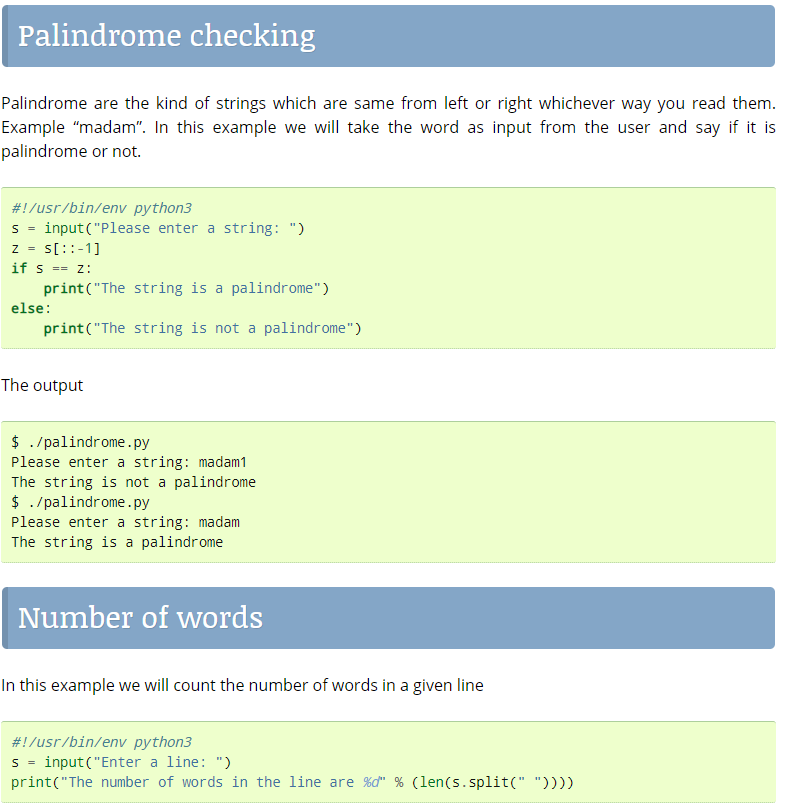 Palindrome checking
Palindrome are the kind of strings which are same from left or right whichever way you read them.
Example “madam”. In this example we will take the word as input from the user and say if it is
palindrome or not.
#!/usr/bin/env python3
s = input("Please enter a string: ")
z = s[::-1]
if s == z:
    print("The string is a palindrome")
else:
    print("The string is not a palindrome")
The output
$ ./palindrome.py
Please enter a string: madam1
The string is not a palindrome
$ ./palindrome.py
Please enter a string: madam
The string is a palindrome
Number of words
In this example we will count the number of words in a given line
#!/usr/bin/env python3
s = input("Enter a line: ")
print("The number of words in the line are %d" % (len(s.split(" "))))